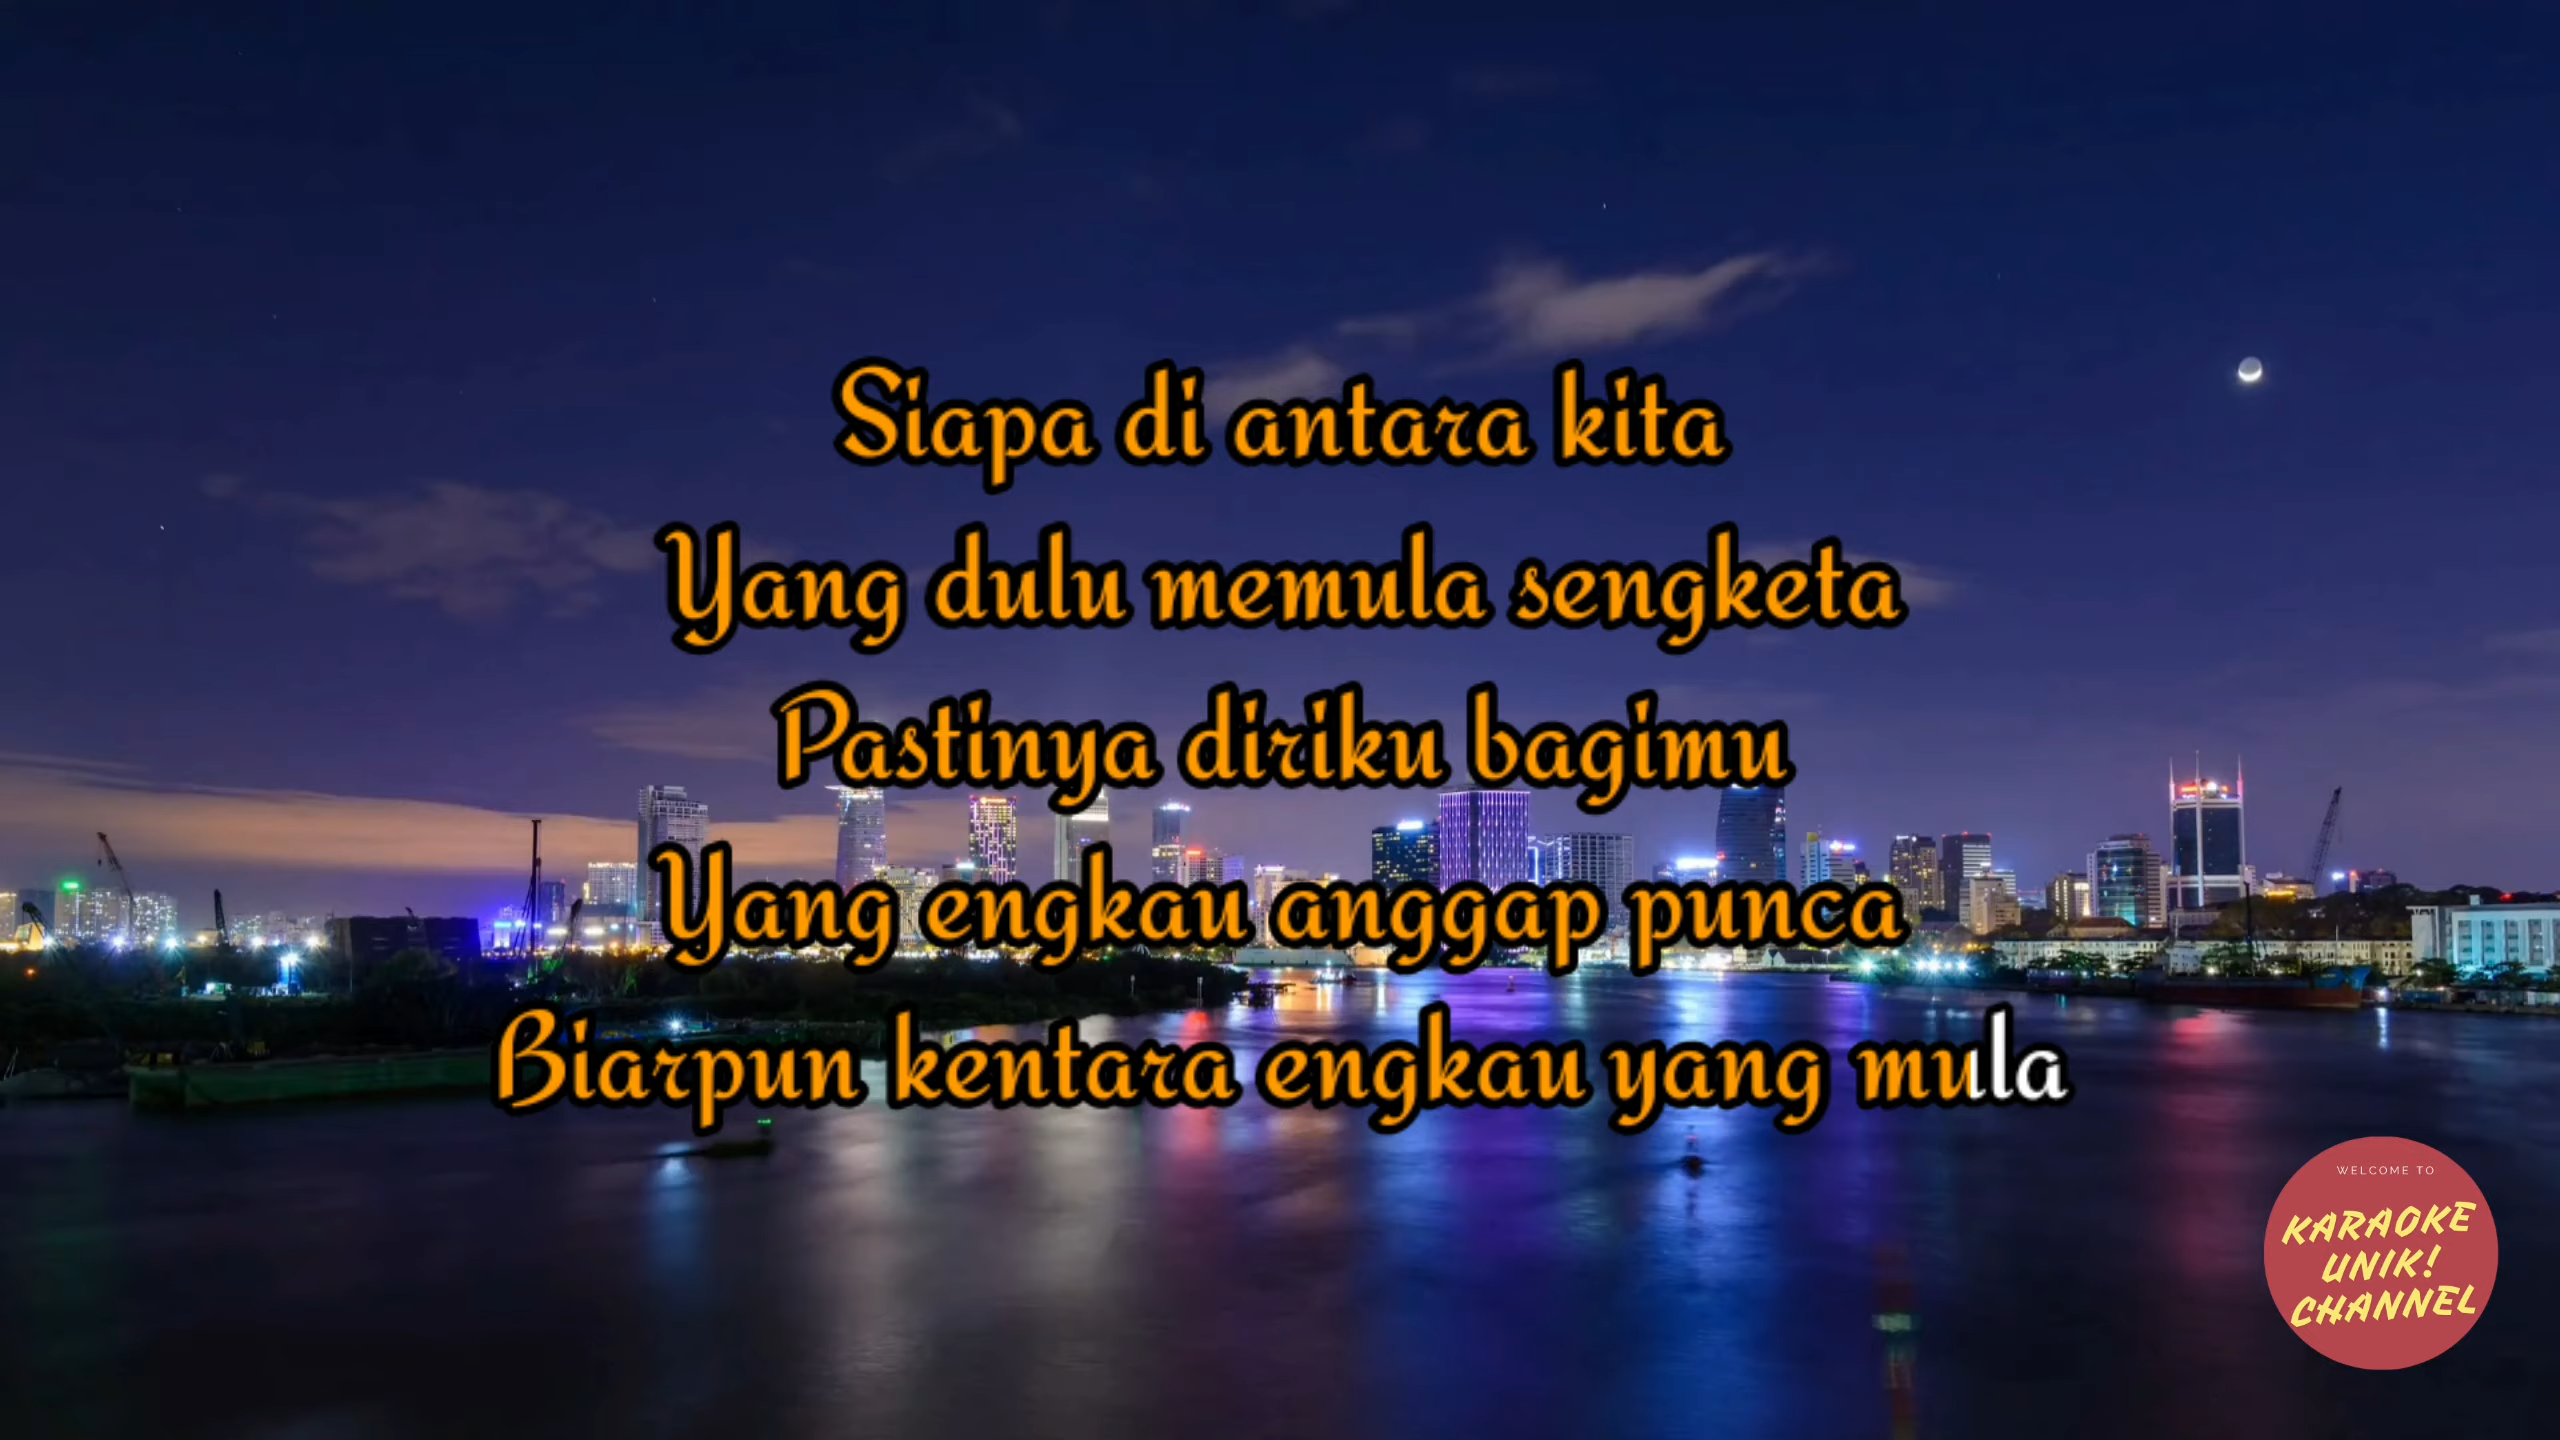 Siapa di antara kita
Yang dulu memula sengketa
Pastinya diriku bagimu
Yang engkau anggap punca
Biarpun kentara engkau yang mula
WELCOME TO
KARAOKE
UNIK!
CHANNEL